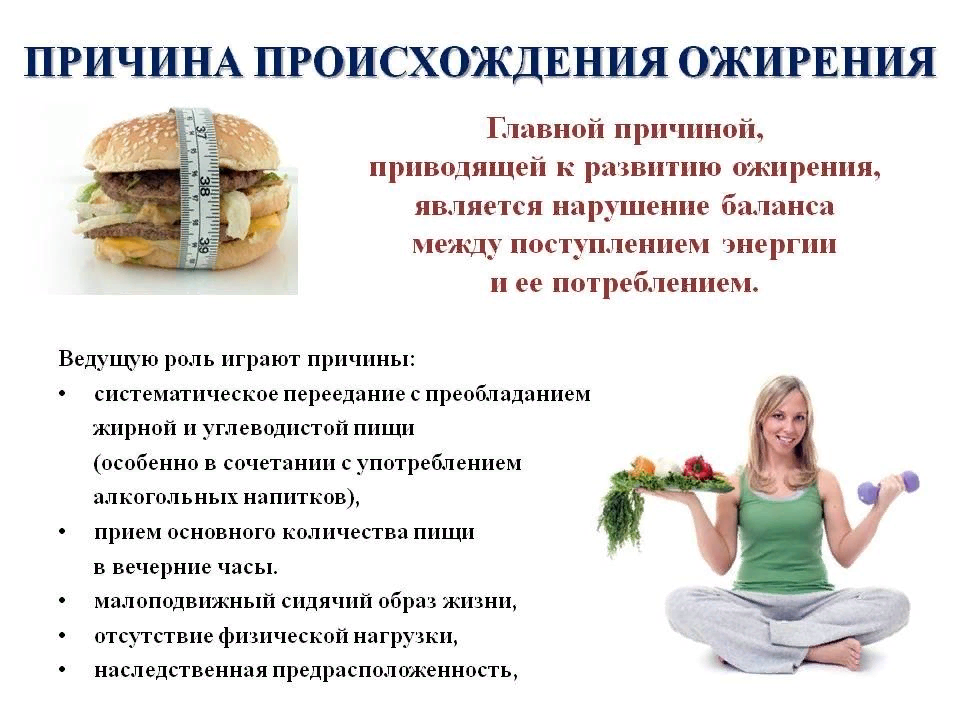 ПРИЧИНА ПРОИСХОЖДЕНИЯ ОЖИРЕНИЯ
Главной причиной,
приводящей к развитию ожирения,
является нарушение баланса
между поступлением энергии
и ее потреблением.
37
38
39
Ведущую роль играют причины:
• систематическое переедание с преобладанием
жирной и углеводистой пищи
(особенно в сочетании с употреблением
алкогольных напитков),
• прием основного количества пищи
в вечерние часы.
• малоподвижный сидячий образ жизни,
• отсутствие физической нагрузки,
• наследственная предрасположенность,